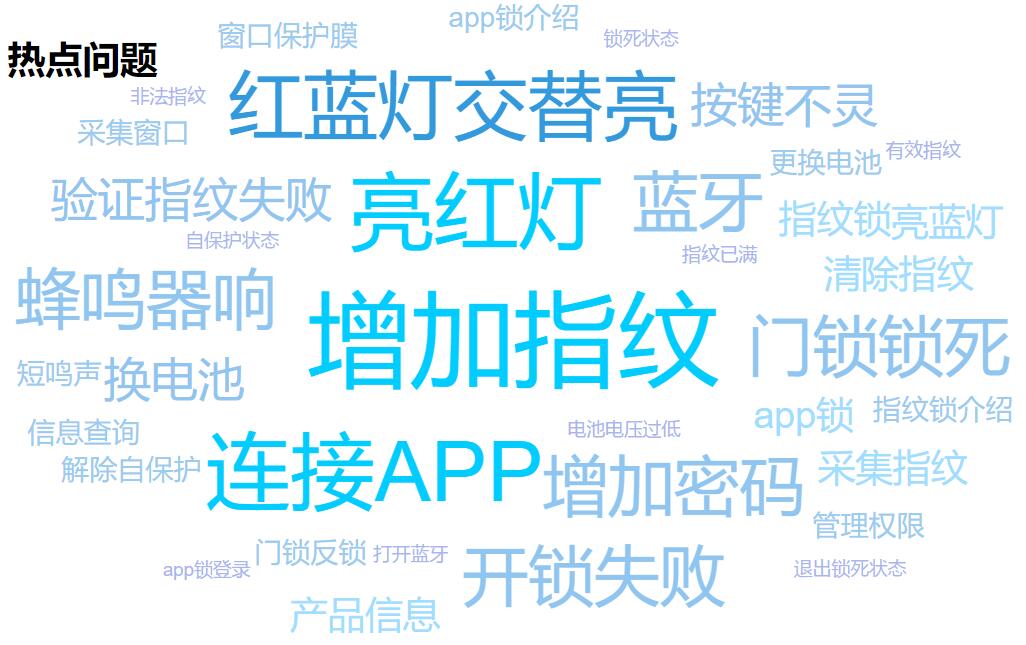 app锁介绍
窗口保护膜
锁死状态
热点问题
非法指纹
红蓝灯交替亮
按键不灵
采集窗口
更换电池
有效指纹
验证指纹失败
亮红灯
蓝牙
指纹锁亮蓝灯
自保护状态
指纹已满
清除指纹
蜂鸣器响
增加指纹
门锁锁死
短鸣声
换电池
app锁
指纹锁介绍
信息查询
电池电压过低
解除自保护
连接APP
增加密码
采集指纹
管理权限
门锁反锁
打开蓝牙
app锁登录
开锁失败
退出锁死状态
产品信息